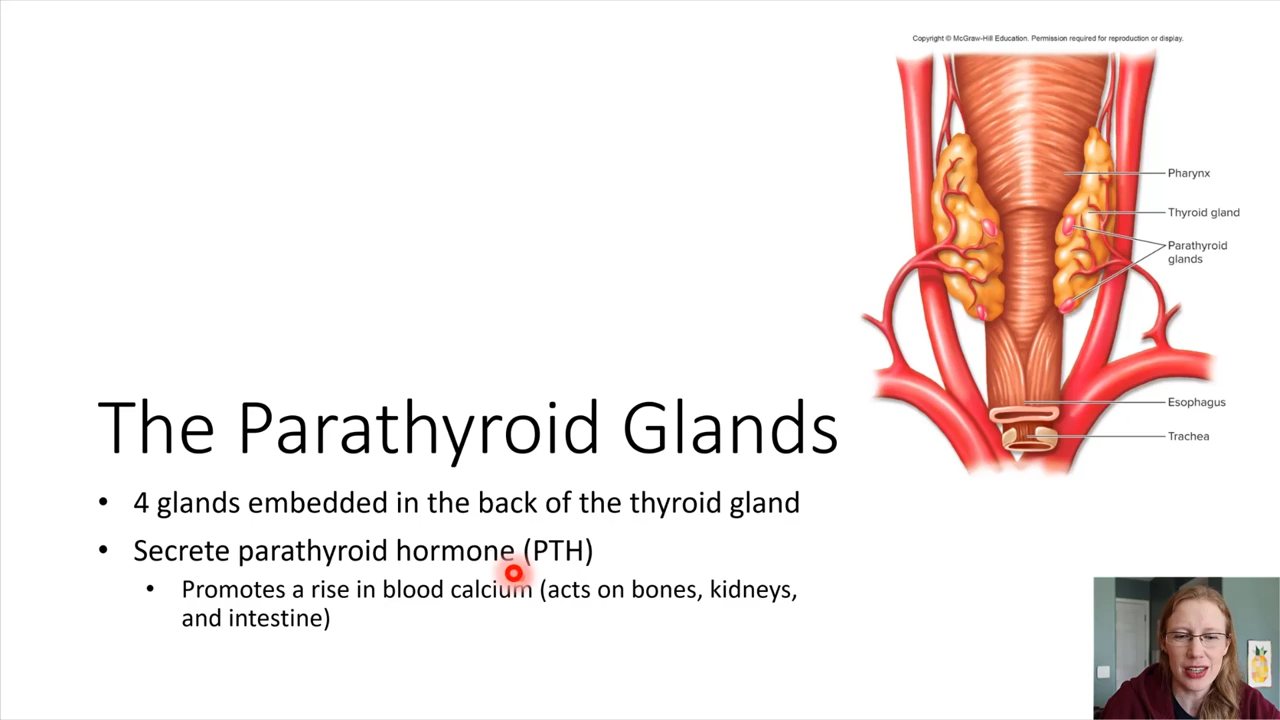 Copyright © McGraw-Hill Education. Permission required for reproduction or display.
Pharynx
Thyroid gland
Parathyroid
glands
Esophagus
Trachea
The Parathyroid Glands
• 4 glands embedded in the back of the thyroid gland
• Secrete parathyroid hormone (PTH)
• Promotes a rise in blood calcium (acts on bones, kidneys,
and intestine)